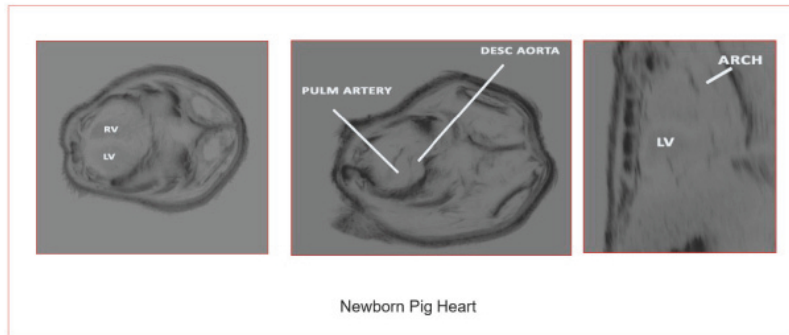 RV
LV
DESC AORTA
PULM ARTERY
ARCH
LV
Newborn Pig Heart